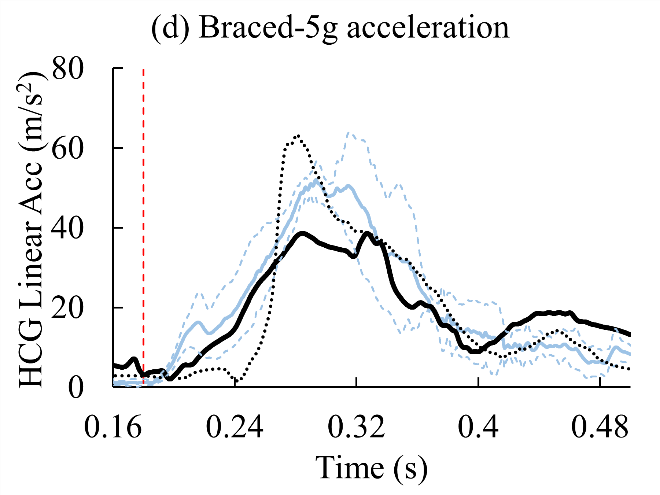 (d) Braced-5g acceleration
HCG Linear Acc (m/s²)
80
60
40
20
0
0.16 0.24 0.32 0.4 0.48
Time (s)